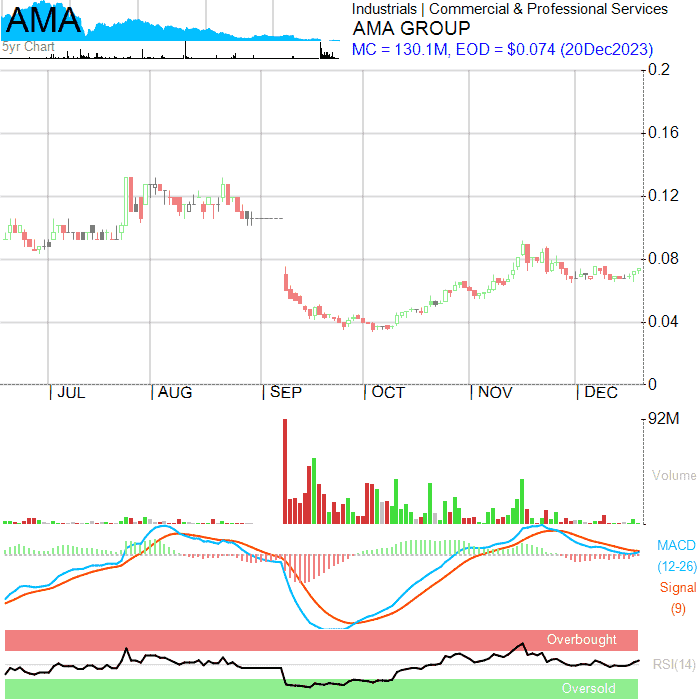 AMA
5yr Chart
Industrials | Commercial & Professional Services
AMA GROUP
MC = 130.1M, EOD = $0.074 (20Dec2023)
0.2
0.16
0.12
0.08
0.04
0
JUL AUG SEP OCT NOV DEC
92M
Volume
MACD
(12-26)
Signal
(9)
Overbought
RSI(14)
Oversold